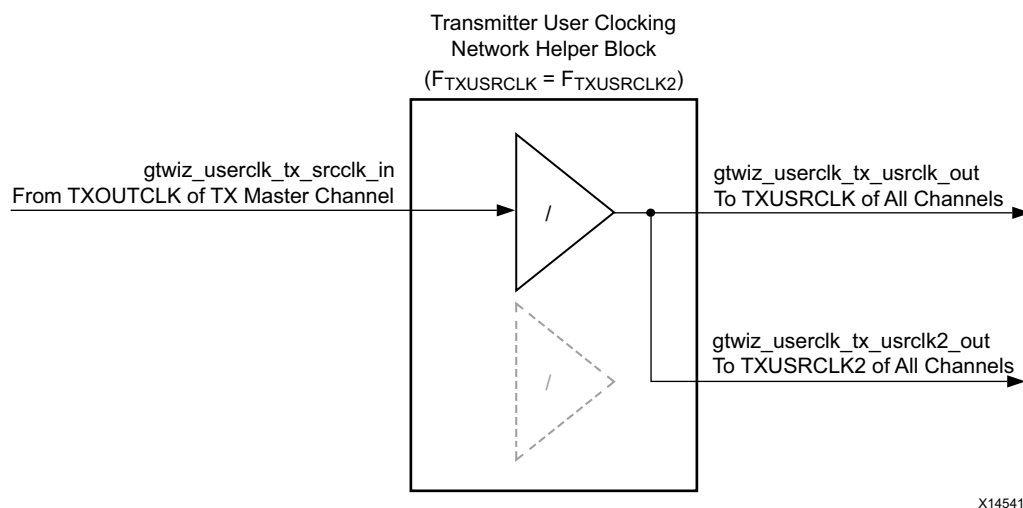 Transmitter User Clocking
Network Helper Block
(FTXUSRCLK = FTXUSRCLK2)
gtwiz_userclk_tx_srcclk_in
From TXOUTCLK of TX Master Channel
/
gtwiz_userclk_tx_usrclk_out
To TXUSRCLK of All Channels
/
gtwiz_userclk_tx_usrclk2_out
To TXUSRCLK2 of All Channels
X14541